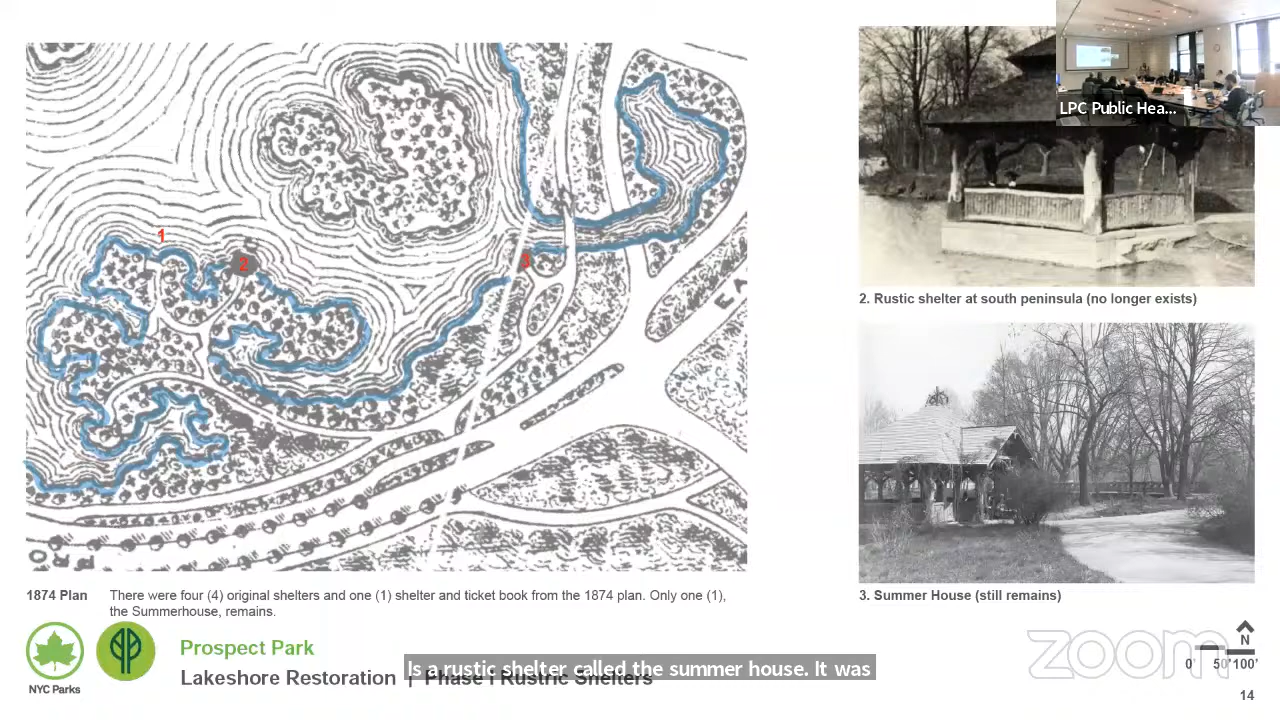 LPC Public Hea...
1
2
3
EA
PRO
2. Rustic shelter at south peninsula (no longer exists)
3. Summer House (still remains)
1874 Plan
There were four (4) original shelters and one (1) shelter and ticket book from the 1874 plan. Only one (1),
the Summerhouse, remains.
NYC Parks
Prospect Park
Lakeshore Restoration | Phase I Rustric Shelters
Is a rustic shelter called the summer house. It was
zoom
N
0' 50'100'
14